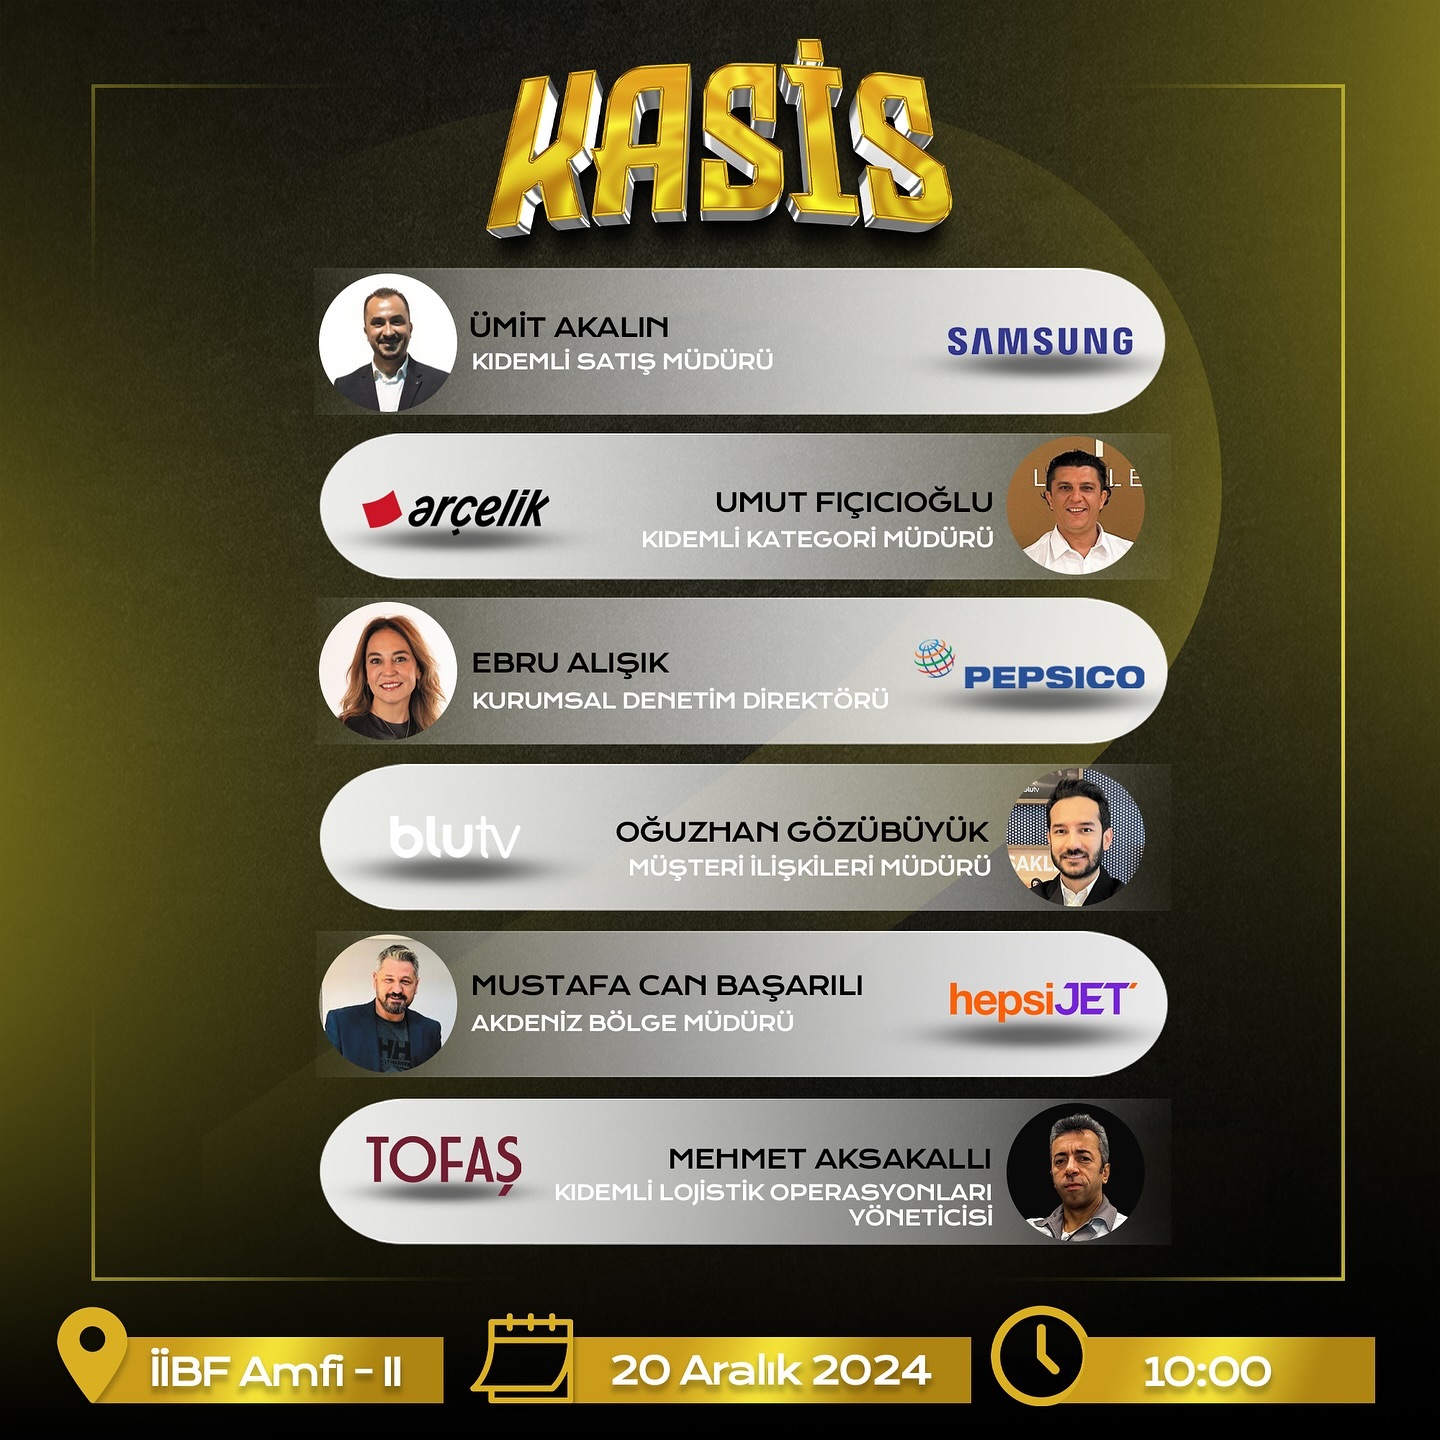 KASİS
ÜMİT AKALIN
KIDEMLİ SATIŞ MÜDÜRÜ
SAMSUNG
arçelik
UMUT FIÇICIOĞLU
KIDEMLİ KATEGORİ MÜDÜRÜ
EBRU ALIŞIK
KURUMSAL DENETİM DİREKTÖRÜ
PEPSICO
blutv
OĞUZHAN GÖZÜBÜYÜK
MÜŞTERİ İLİŞKİLERİ MÜDÜRÜ
MUSTAFA CAN BAŞARILI
AKDENİZ BÖLGE MÜDÜRÜ
hepsiJET
TOFAŞ
MEHMET AKSAKALLI
KIDEMLİ LOJİSTİK OPERASYONLARI
YÖNETİCİSİ
İİBF Amfi - II
20 Aralık 2024
10:00